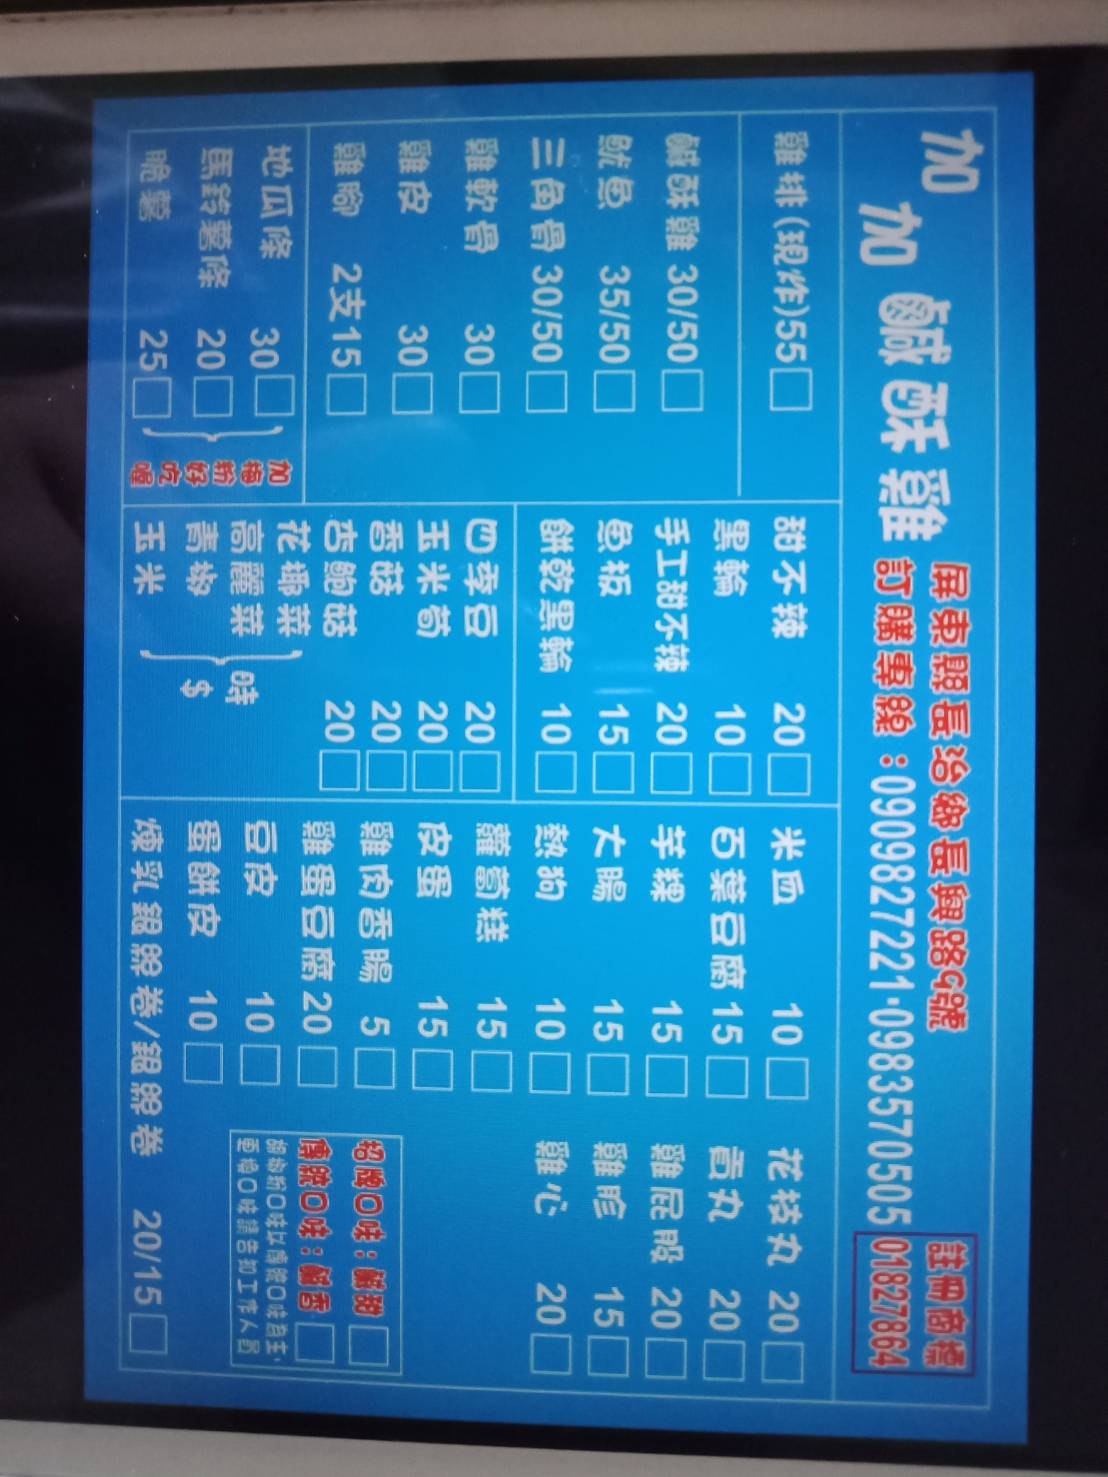 加加鹹酥雞
屏東縣長治鄉長興路9號
訂購專線：0909827221·0983570505
註冊商標
01827864
雞排(現炸)55
鹹酥雞 30/50
魷魚 35/50
三角骨 30/50
雞軟骨 30
雞皮 30
雞腳 2支15
地瓜條 30
馬鈴薯條 20
脆薯 25
加梅粉好吃喔
甜不辣 20
黑輪 10
手工甜不辣 20
魚板 15
餅乾黑輪 10
四季豆 20
玉米筍 20
香菇 20
杏鮑菇 20
花椰菜
高麗菜
青椒
玉米
時
$
米血 10
百葉豆腐 15
芋粿 15
大腸 15
熱狗 10
蘿蔔糕 15
皮蛋 15
雞肉香腸 5
雞蛋豆腐 20
豆皮 10
蛋餅皮 10
煉乳銀絲卷/銀絲卷 20/15
花枝丸 20
貢丸 20
雞屁股 20
雞胗 15
雞心 20
招牌口味：鹹甜
傳統口味：鹹香
胡椒粉口味以傳統口味為主，
更換口味請告知工作人員